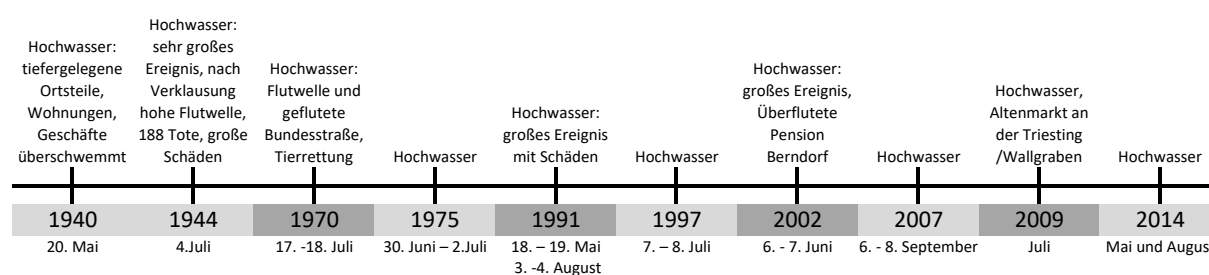 Hochwasser:
tiefergelegene
Ortsteile,
Wohnungen,
Geschäfte
überschwemmt
Hochwasser:
sehr großes
Ereignis, nach
Verklausung
hohe Flutwelle,
188 Tote, große
Schäden
Hochwasser:
Flutwelle und
geflutete
Bundesstraße,
Tierrettung
Hochwasser
Hochwasser:
großes Ereignis
mit Schäden
Hochwasser
Hochwasser:
großes Ereignis,
Überflutete
Pension
Berndorf
Hochwasser
Hochwasser,
Altenmarkt an
der Triesting
/Wallgraben
Hochwasser
1940
1944
1970
1975
1991
1997
2002
2007
2009
2014
20. Mai
4.Juli
17. -18. Juli
30. Juni – 2.Juli
18. – 19. Mai
3. -4. August
7. – 8. Juli
6. - 7. Juni
6. - 8. September
Juli
Mai und Augus